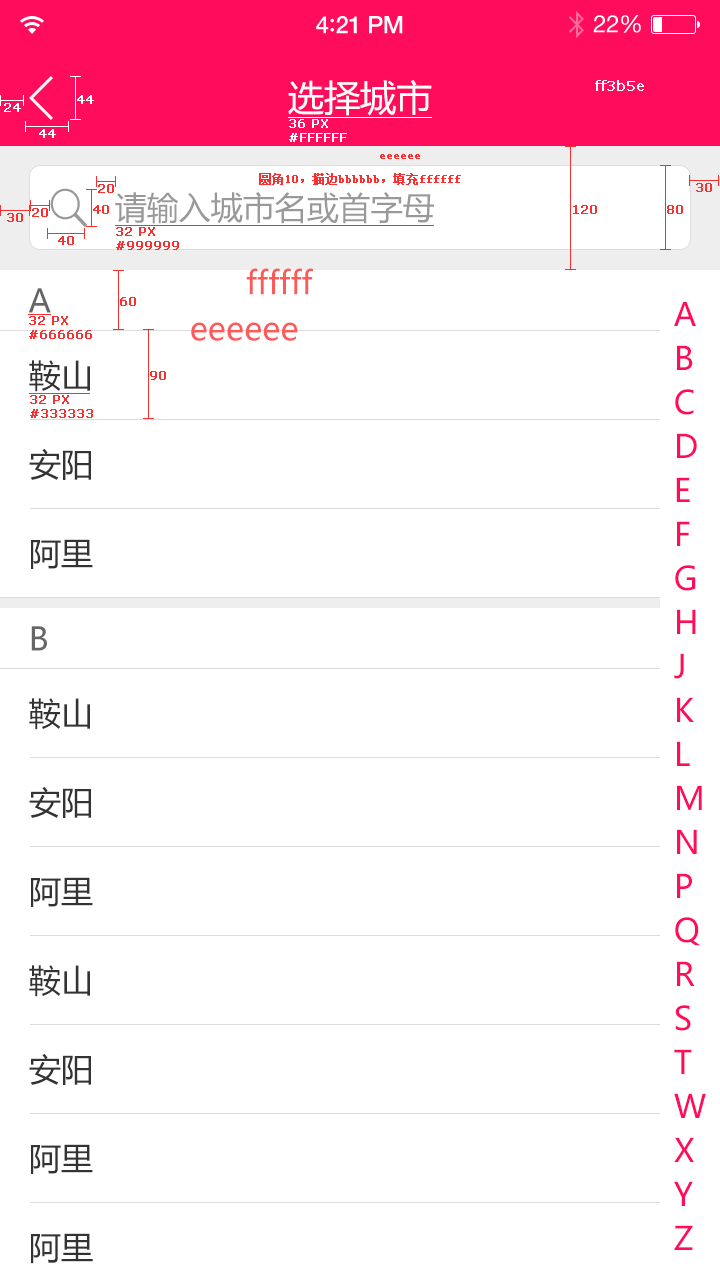 4:21 PM
22%
24
44
44
选择城市
36 PX
#FFFFFF
ff3b5e
eeeeee
圆角10，描边bbbbbb，填充ffffff
30
20
20
40
40
请输入城市名或首字母
32 PX
#999999
120
80
30
A
32 PX
#666666
60
ffffff
eeeeee
鞍山
32 PX
#333333
90
安阳
阿里
B
鞍山
安阳
阿里
鞍山
安阳
阿里
阿里
A
B
C
D
E
F
G
H
J
K
L
M
N
P
Q
R
S
T
W
X
Y
Z